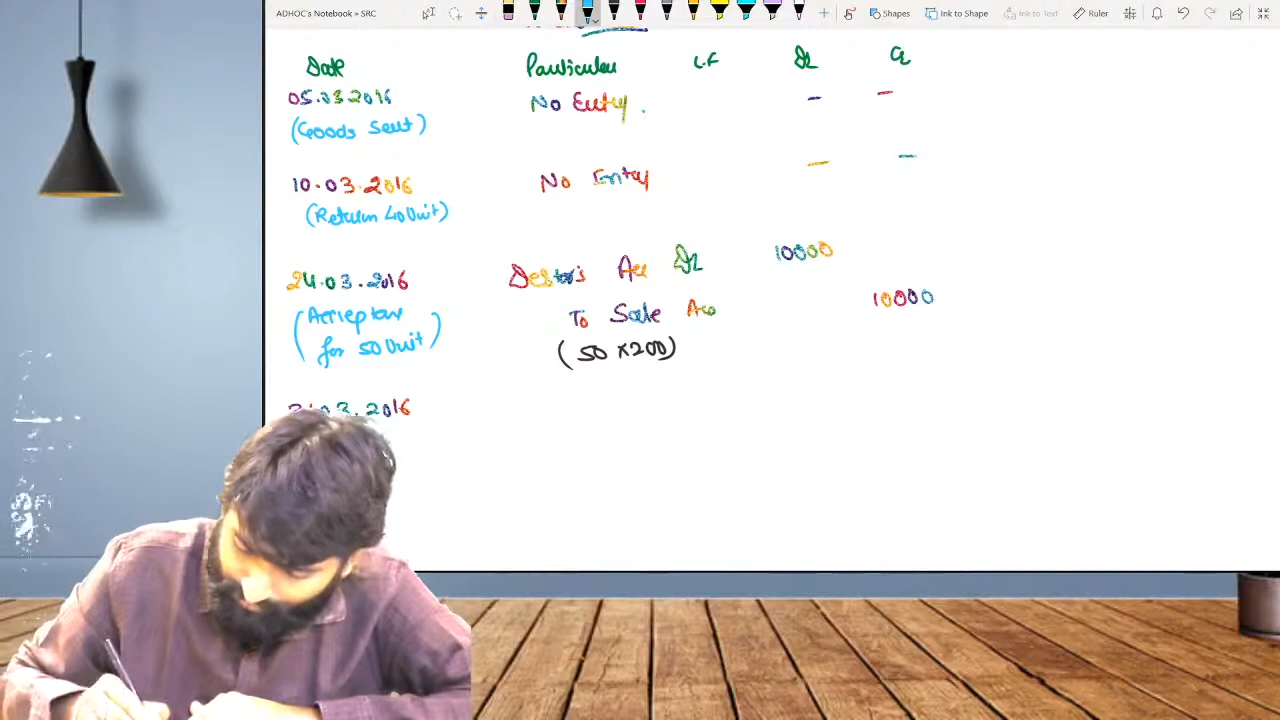 ADHOC's Notebook = SRC
Shapes
Ink to Shape
Ink to Text
Ruler
Date Particular L.F Dr Cr
05.03.2016 No Entry. - -
(Goods Sent)
10.03.2016 No Entry - -
(Return 40 Unit)
24.03.2016 Debtor's Acc Dr 10000
To Sale Acc 10000
for 50 Unit)
(50 x 200)
03.2016